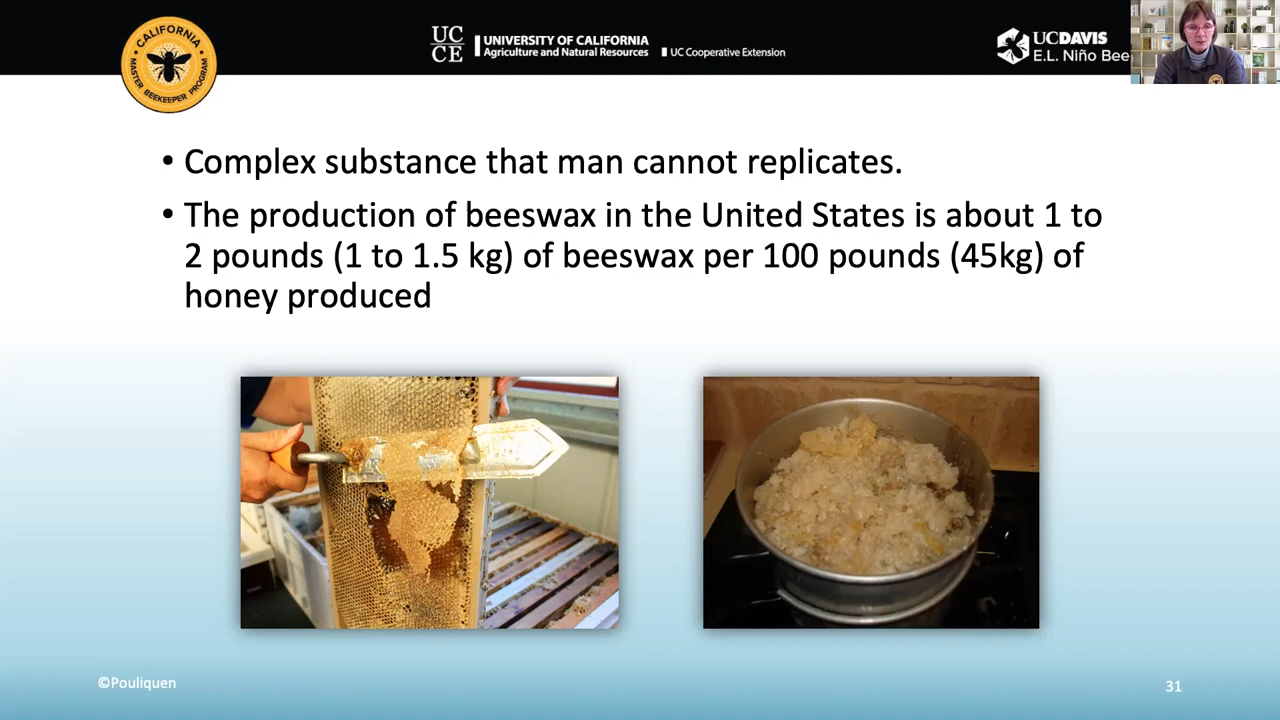 CALIFORNIA
MASTER BEEKEEPER PROGRAM
UC
CE
UNIVERSITY OF CALIFORNIA
Agriculture and Natural Resources
UC Cooperative Extension
UCDAVIS
E.L. Niño Bee
• Complex substance that man cannot replicates.
• The production of beeswax in the United States is about 1 to
2 pounds (1 to 1.5 kg) of beeswax per 100 pounds (45kg) of
honey produced
©Pouliquen
31